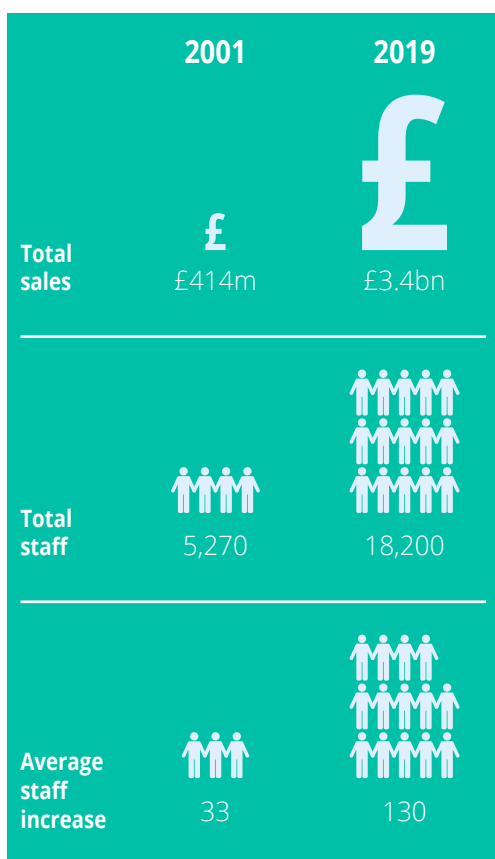 2001 2019
£ £
Total
sales
£414m £3.4bn
Total
staff
5,270 18,200
Average
staff
increase
33 130